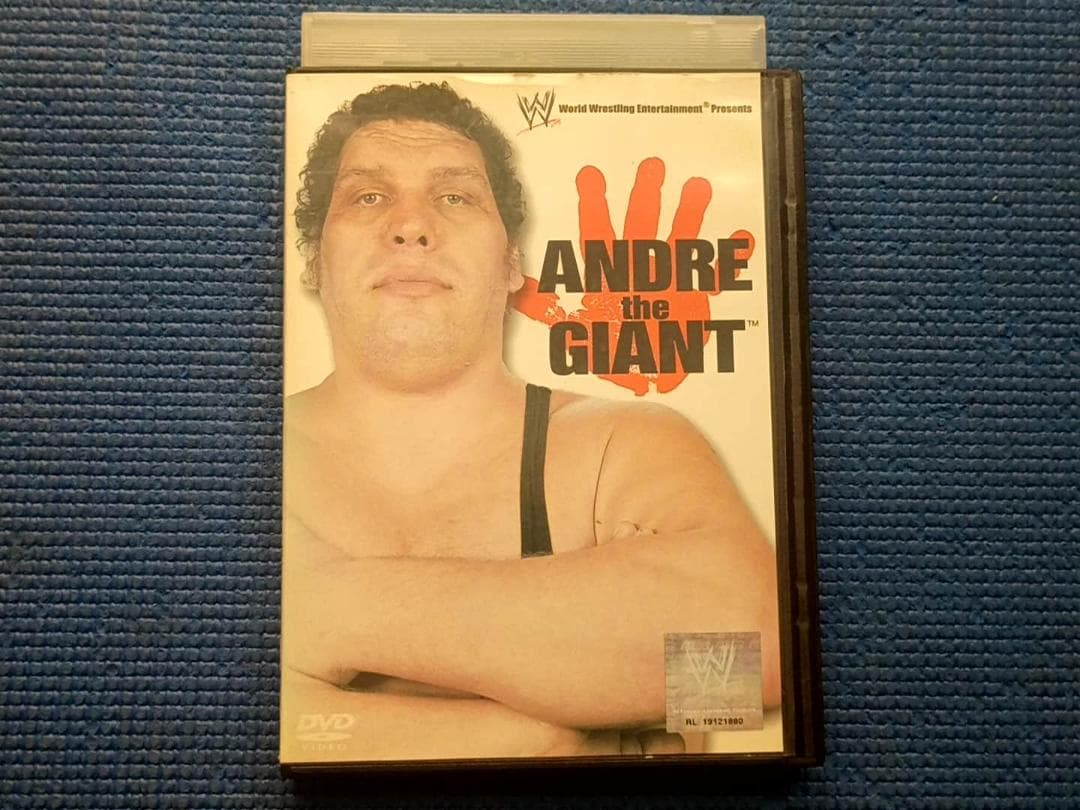 W World Wrestling Entertainment® Presents
ANDRE
the
GIANT™
W
RL 19121880
DVD
VIDEO